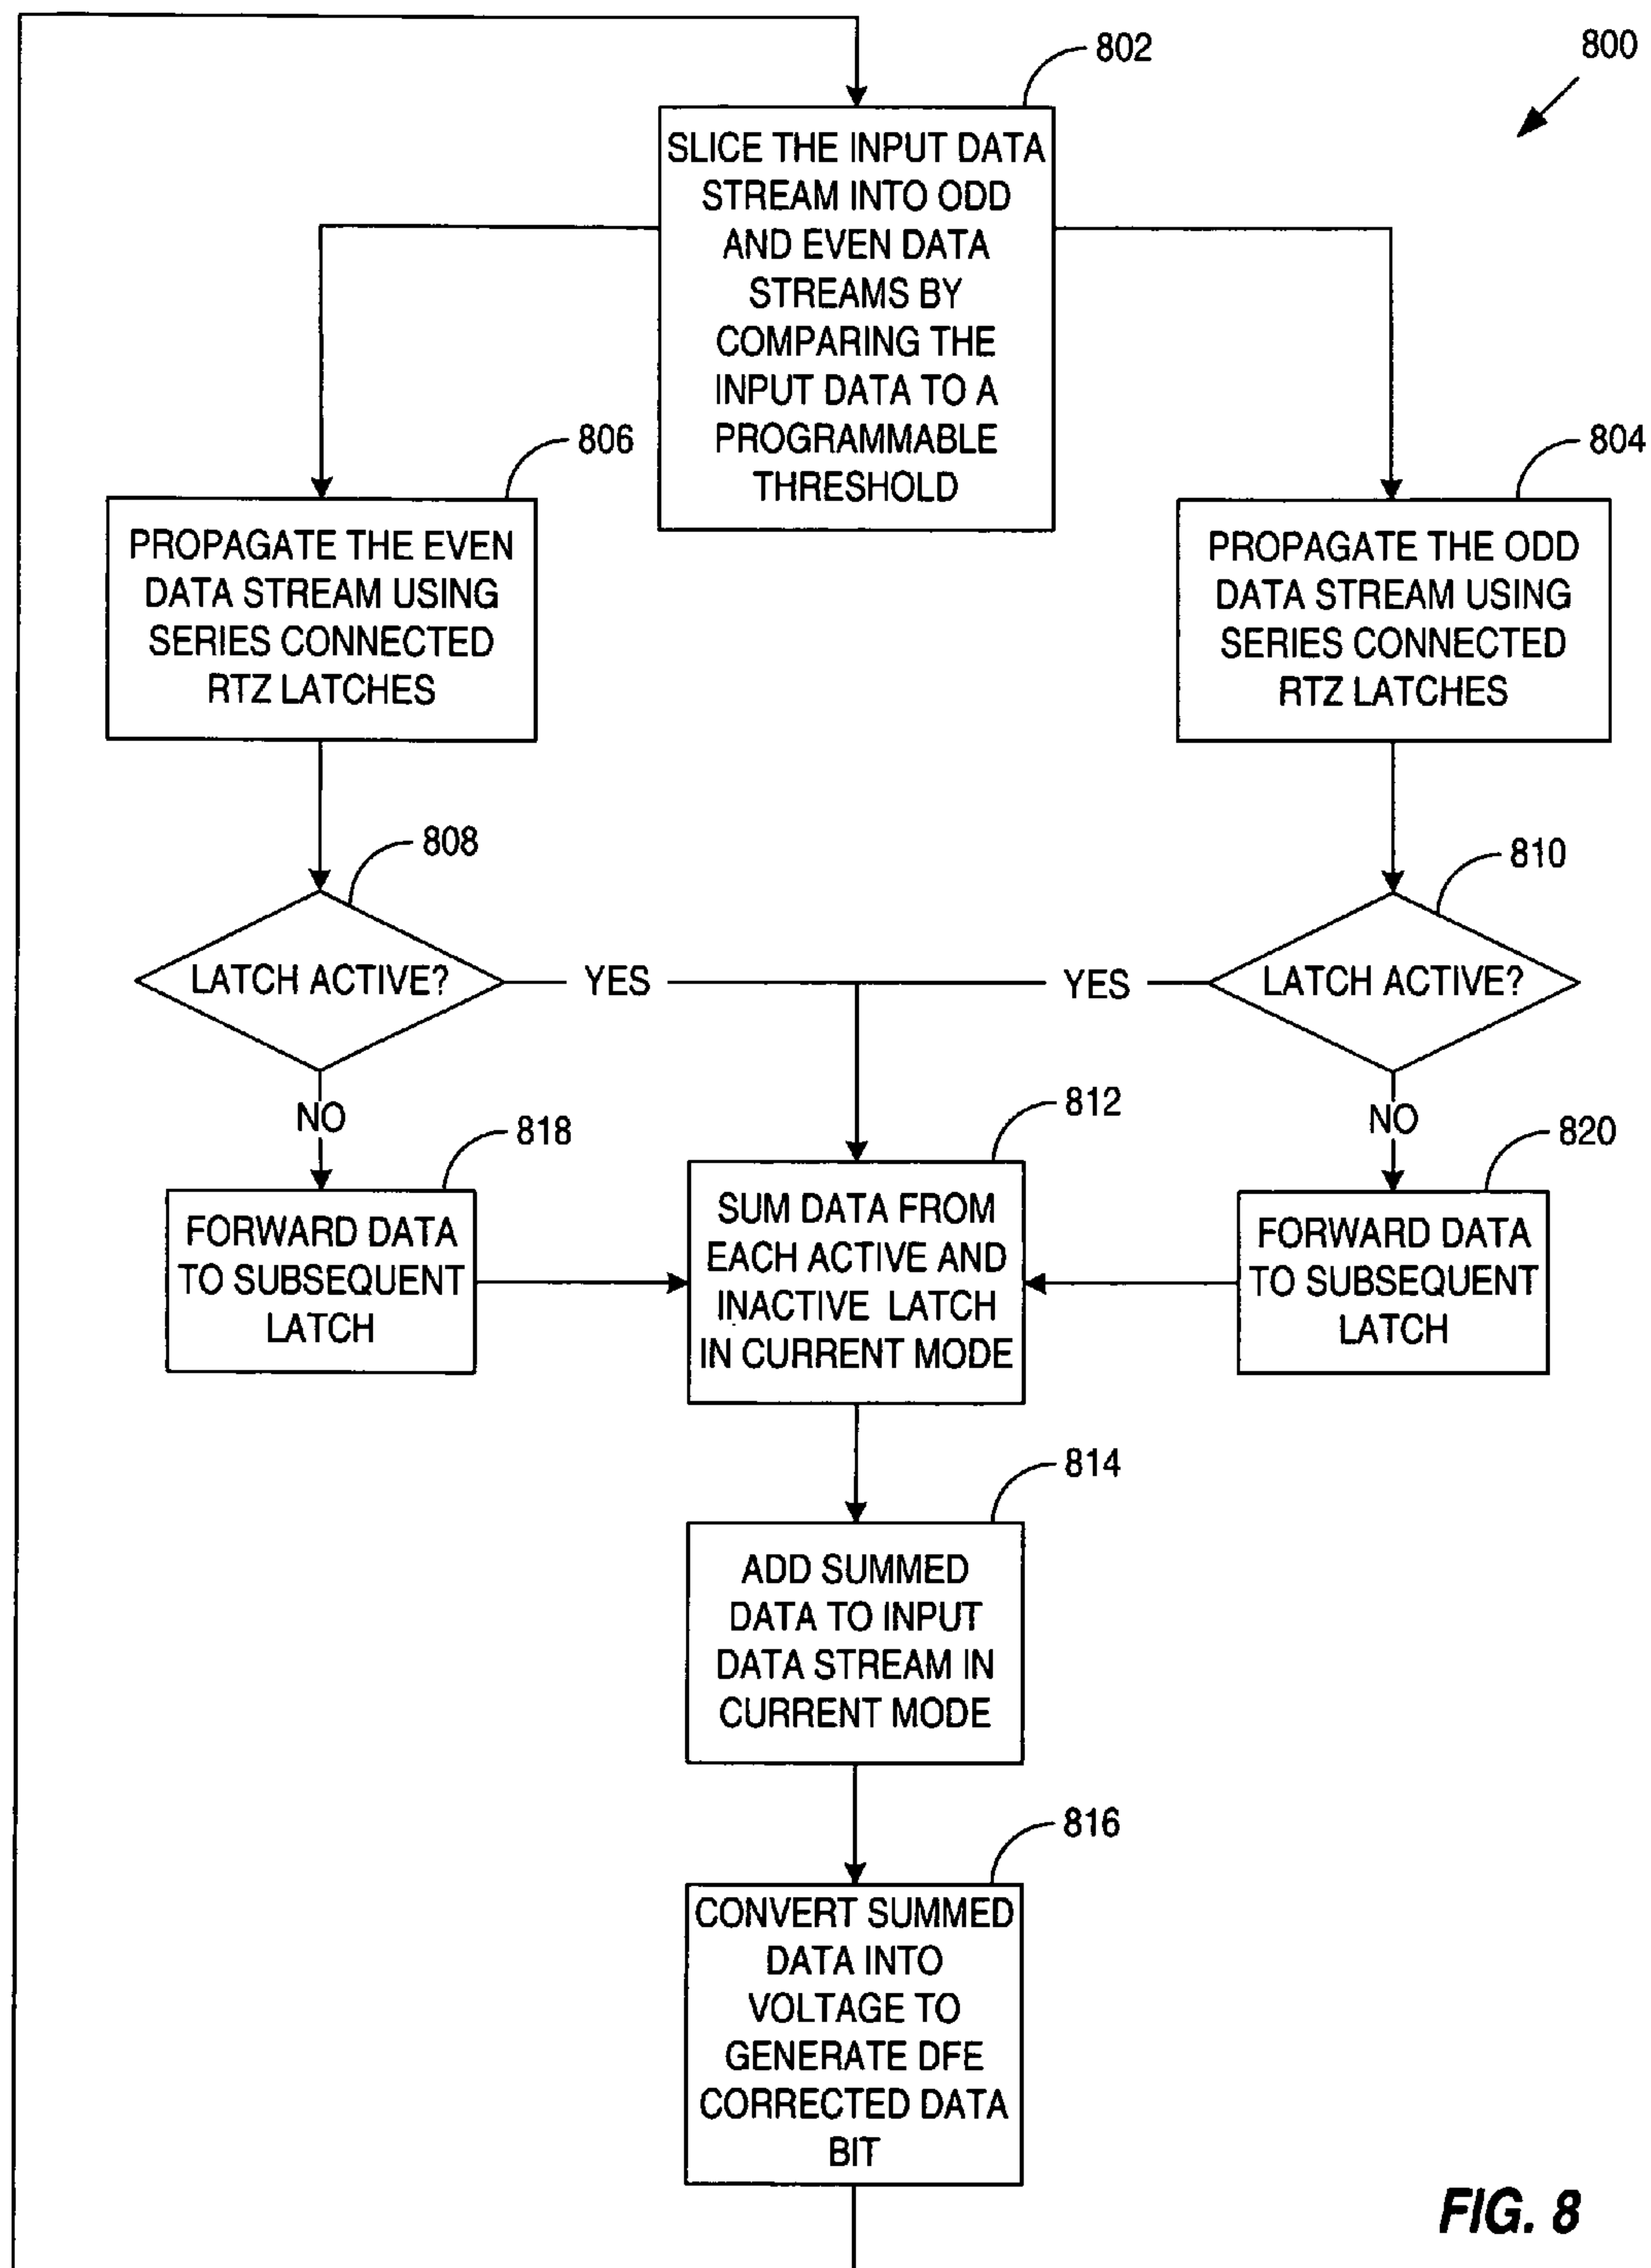 802
800
SLICE THE INPUT DATA
STREAM INTO ODD
AND EVEN DATA
STREAMS BY
COMPARING THE
INPUT DATA TO A
PROGRAMMABLE
THRESHOLD
806
804
PROPAGATE THE EVEN
DATA STREAM USING
SERIES CONNECTED
RTZ LATCHES
PROPAGATE THE ODD
DATA STREAM USING
SERIES CONNECTED
RTZ LATCHES
808
810
LATCH ACTIVE?
YES
YES
LATCH ACTIVE?
NO
NO
818
812
820
FORWARD DATA
TO SUBSEQUENT
LATCH
SUM DATA FROM
EACH ACTIVE AND
INACTIVE LATCH
IN CURRENT MODE
FORWARD DATA
TO SUBSEQUENT
LATCH
814
ADD SUMMED
DATA TO INPUT
DATA STREAM IN
CURRENT MODE
816
CONVERT SUMMED
DATA INTO
VOLTAGE TO
GENERATE DFE
CORRECTED DATA
BIT
FIG. 8